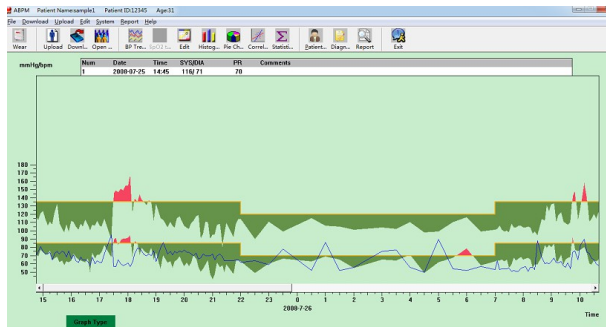 ABPM Patient Name:sample1 Patient ID:12345 Age:31
File Download Upload Edit System Report Help
Wear Upload Downl... Open ... BP Tre... SpO2 t... Edit Histog... Pie Ch... Correl... Statisti... Patient... Diagn... Report Exit
mmHg/bpm
Num Date Time SYS/DIA PR Comments
1 2008-07-25 14:45 116/ 71 70
180
170
160
150
140
130
120
110
100
90
80
70
60
50
15 16 17 18 19 20 21 22 23 0 1 2 3 4 5 6 7 8 9 10
2008-7-26
Time
Graph Type